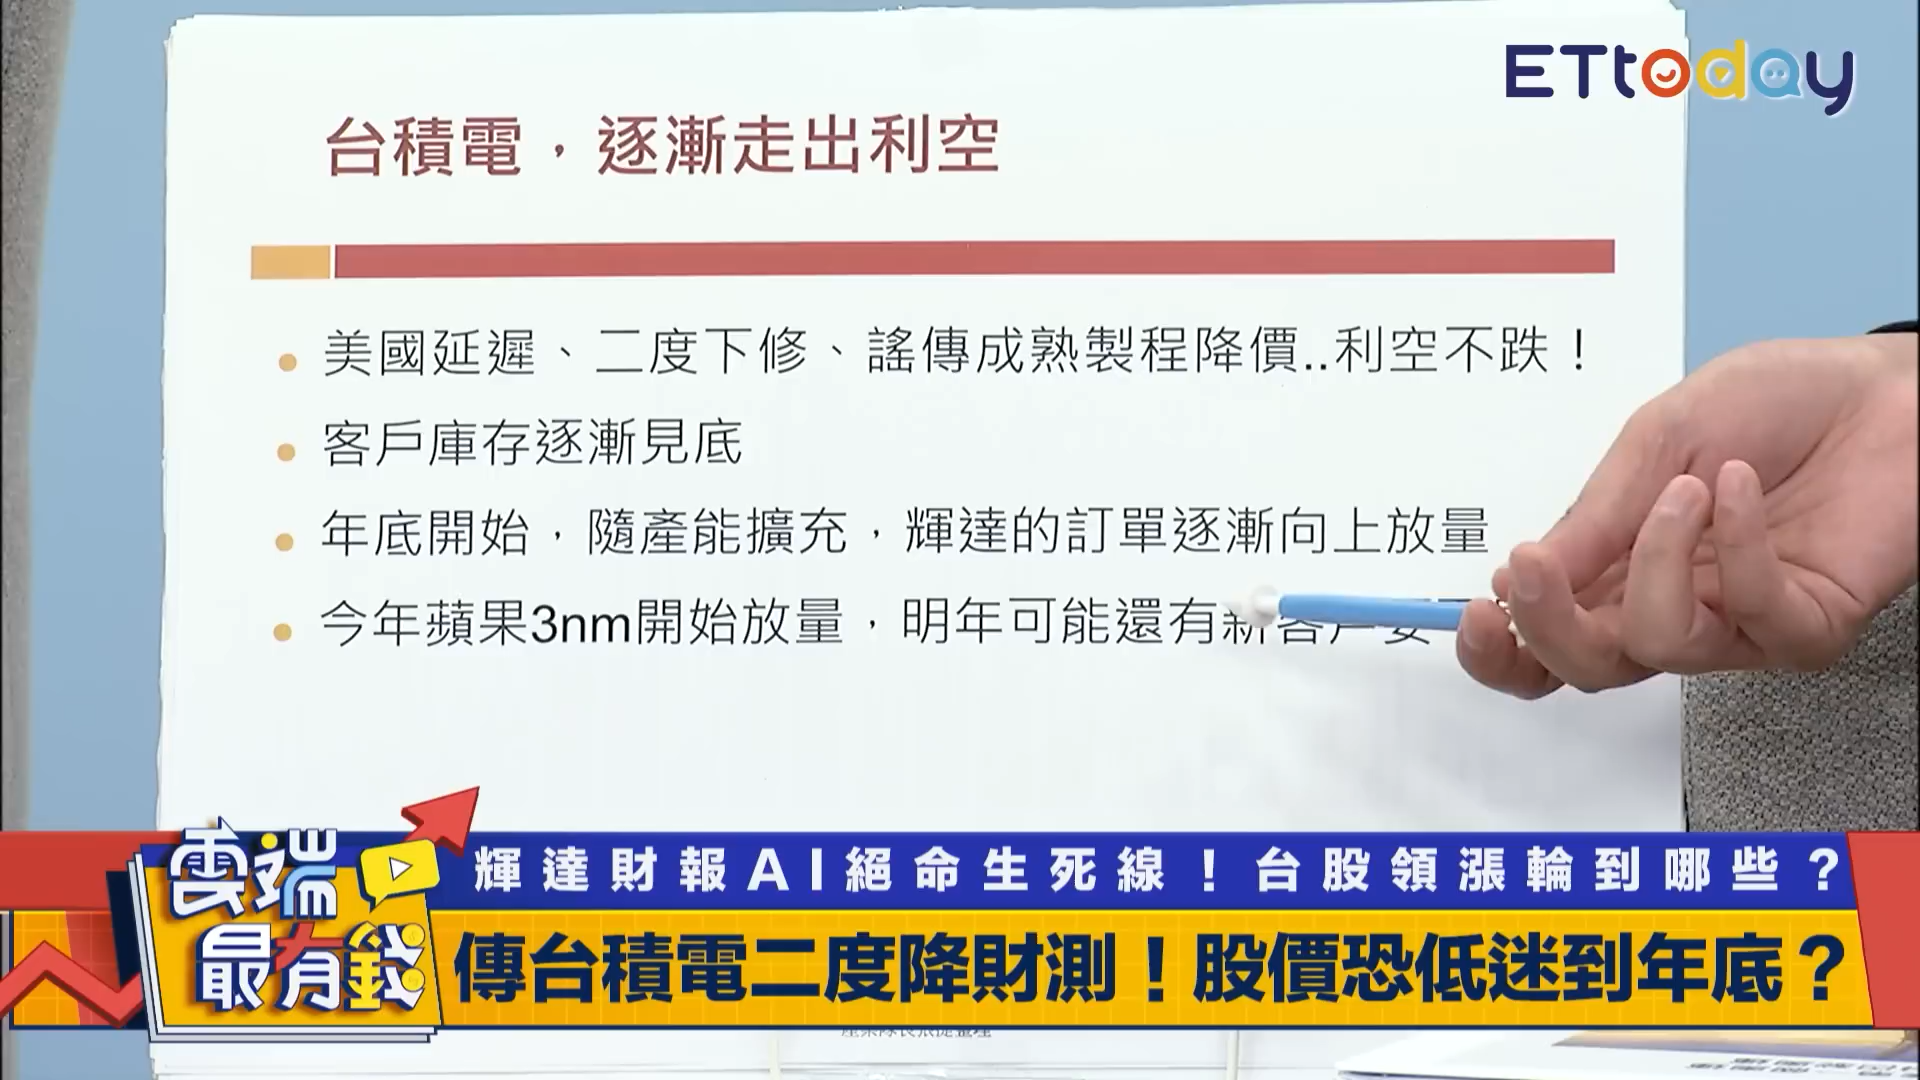 ETtoday
台積電，逐漸走出利空
美國延遲、二度下修、謠傳成熟製程降價..利空不跌！
客戶庫存逐漸見底
年底開始，隨產能擴充，輝達的訂單逐漸向上放量
今年蘋果3nm開始放量，明年可能還有新客戶要
輝達財報AI絕命生死線！台股領漲輪到哪些？
雲端最有錢
傳台積電二度降財測！股價恐低迷到年底？